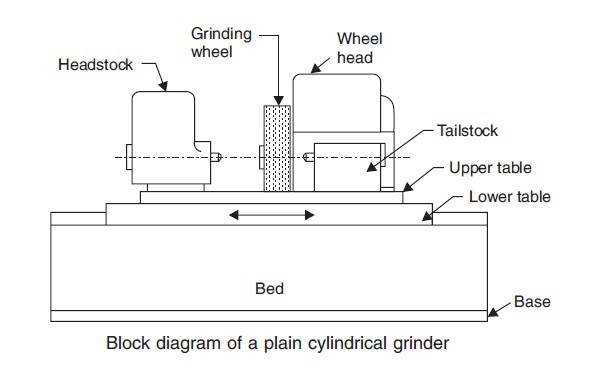 Grinding
wheel
Wheel
head
Headstock
Tailstock
Upper table
Lower table
Bed
Base
Block diagram of a plain cylindrical grinder